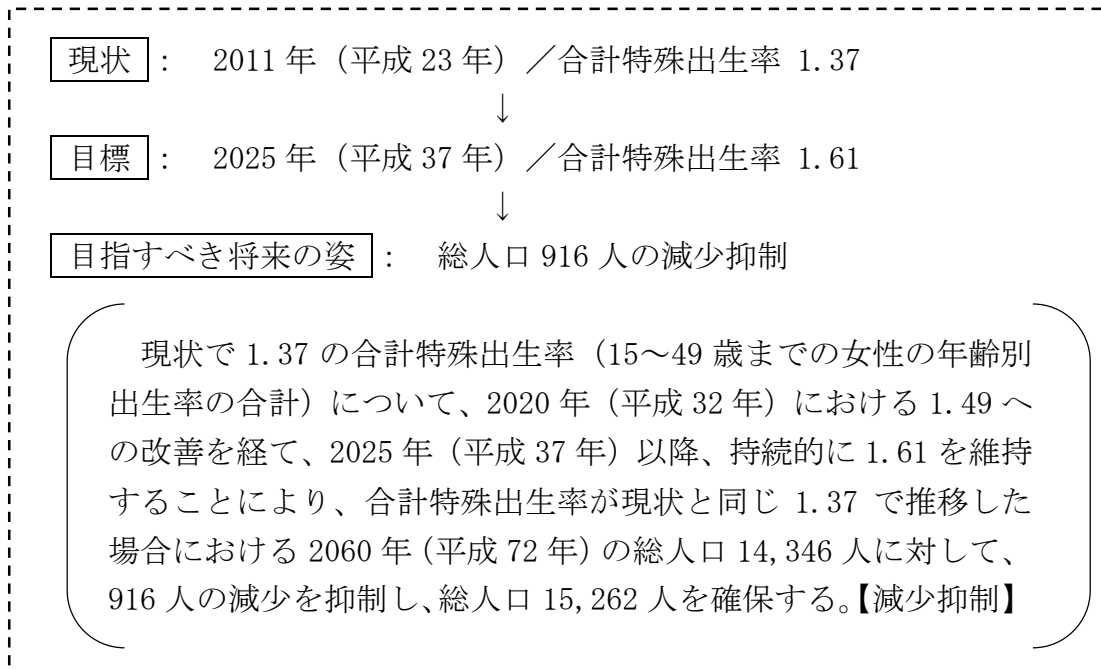 現状 : 2011 年（平成 23 年）／合計特殊出生率 1.37
↓
目標 : 2025 年（平成 37 年）／合計特殊出生率 1.61
↓
目指すべき将来の姿 : 総人口 916 人の減少抑制
現状で 1.37 の合計特殊出生率（15～49 歳までの女性の年齢別
出生率の合計）について、2020 年（平成 32 年）における 1.49 へ
の改善を経て、2025 年（平成 37 年）以降、持続的に 1.61 を維持
することにより、合計特殊出生率が現状と同じ 1.37 で推移した
場合における 2060 年（平成 72 年）の総人口 14,346 人に対して、
916 人の減少を抑制し、総人口 15,262 人を確保する。【減少抑制】